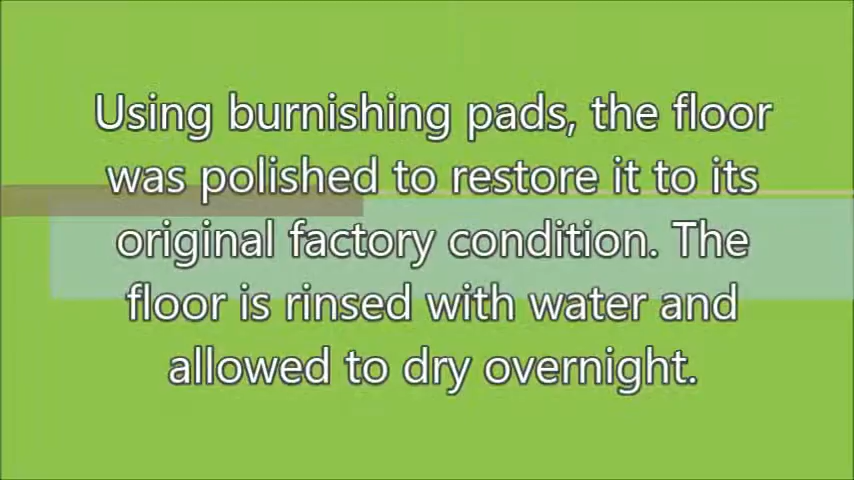 Using burnishing pads, the floor
was polished to restore it to its
original factory condition. The
floor is rinsed with water and
allowed to dry overnight.